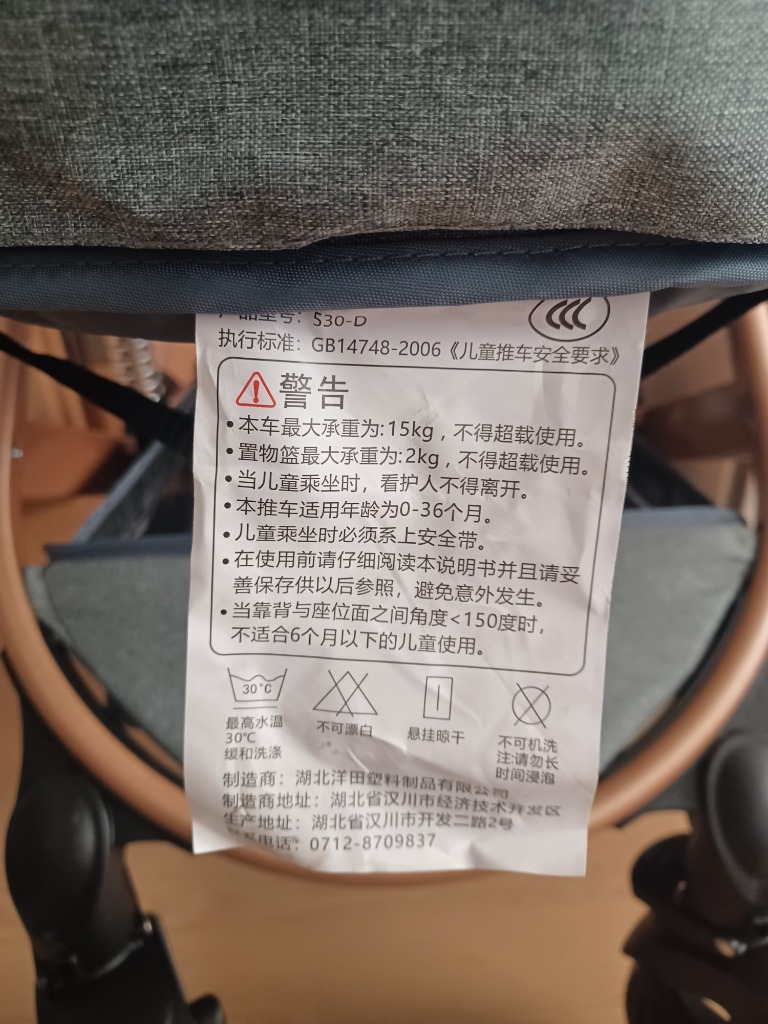 产品型号: S30-D
执行标准: GB14748-2006《儿童推车安全要求》
警告
•本车最大承重为:15kg，不得超载使用。
•置物篮最大承重为:2kg，不得超载使用。
•当儿童乘坐时，看护人不得离开。
•本推车适用年龄为0-36个月。
•儿童乘坐时必须系上安全带。
•在使用前请仔细阅读本说明书并且请妥
善保存供以后参照，避免意外发生。
•当靠背与座位面之间角度<150度时，
不适合6个月以下的儿童使用。
30°C
最高水温
30℃
缓和洗涤
不可漂白
悬挂晾干
不可机洗
注:请勿长
时间浸泡
制造商: 湖北洋田塑料制品有限公司
制造商地址: 湖北省汉川市经济技术开发区
生产地址: 湖北省汉川市开发二路2号
电话: 0712-8709837